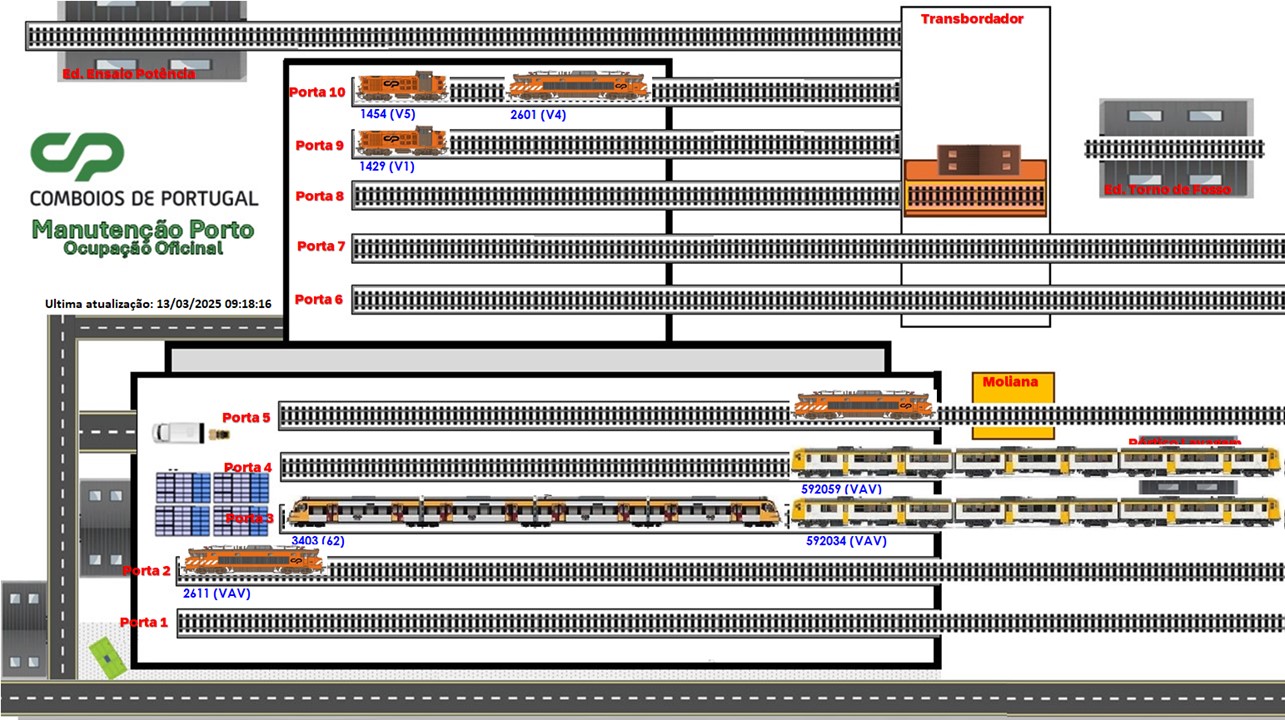 Transbordador
Ed. Ensaio Potência
Porta 10
1454 (V5)
2601 (V4)
Porta 9
1429 (V1)
CP
COMBOIOS DE PORTUGAL
Manutenção Porto
Ocupação Oficinal
Porta 8
Ed. Torno de Fosso
Porta 7
Ultima atualização: 13/03/2025 09:18:16
Porta 6
Moliana
Porta 5
Porta 4
592059 (VAV)
Porta 3
3403 (62)
592034 (VAV)
Porta 2
2611 (VAV)
Porta 1